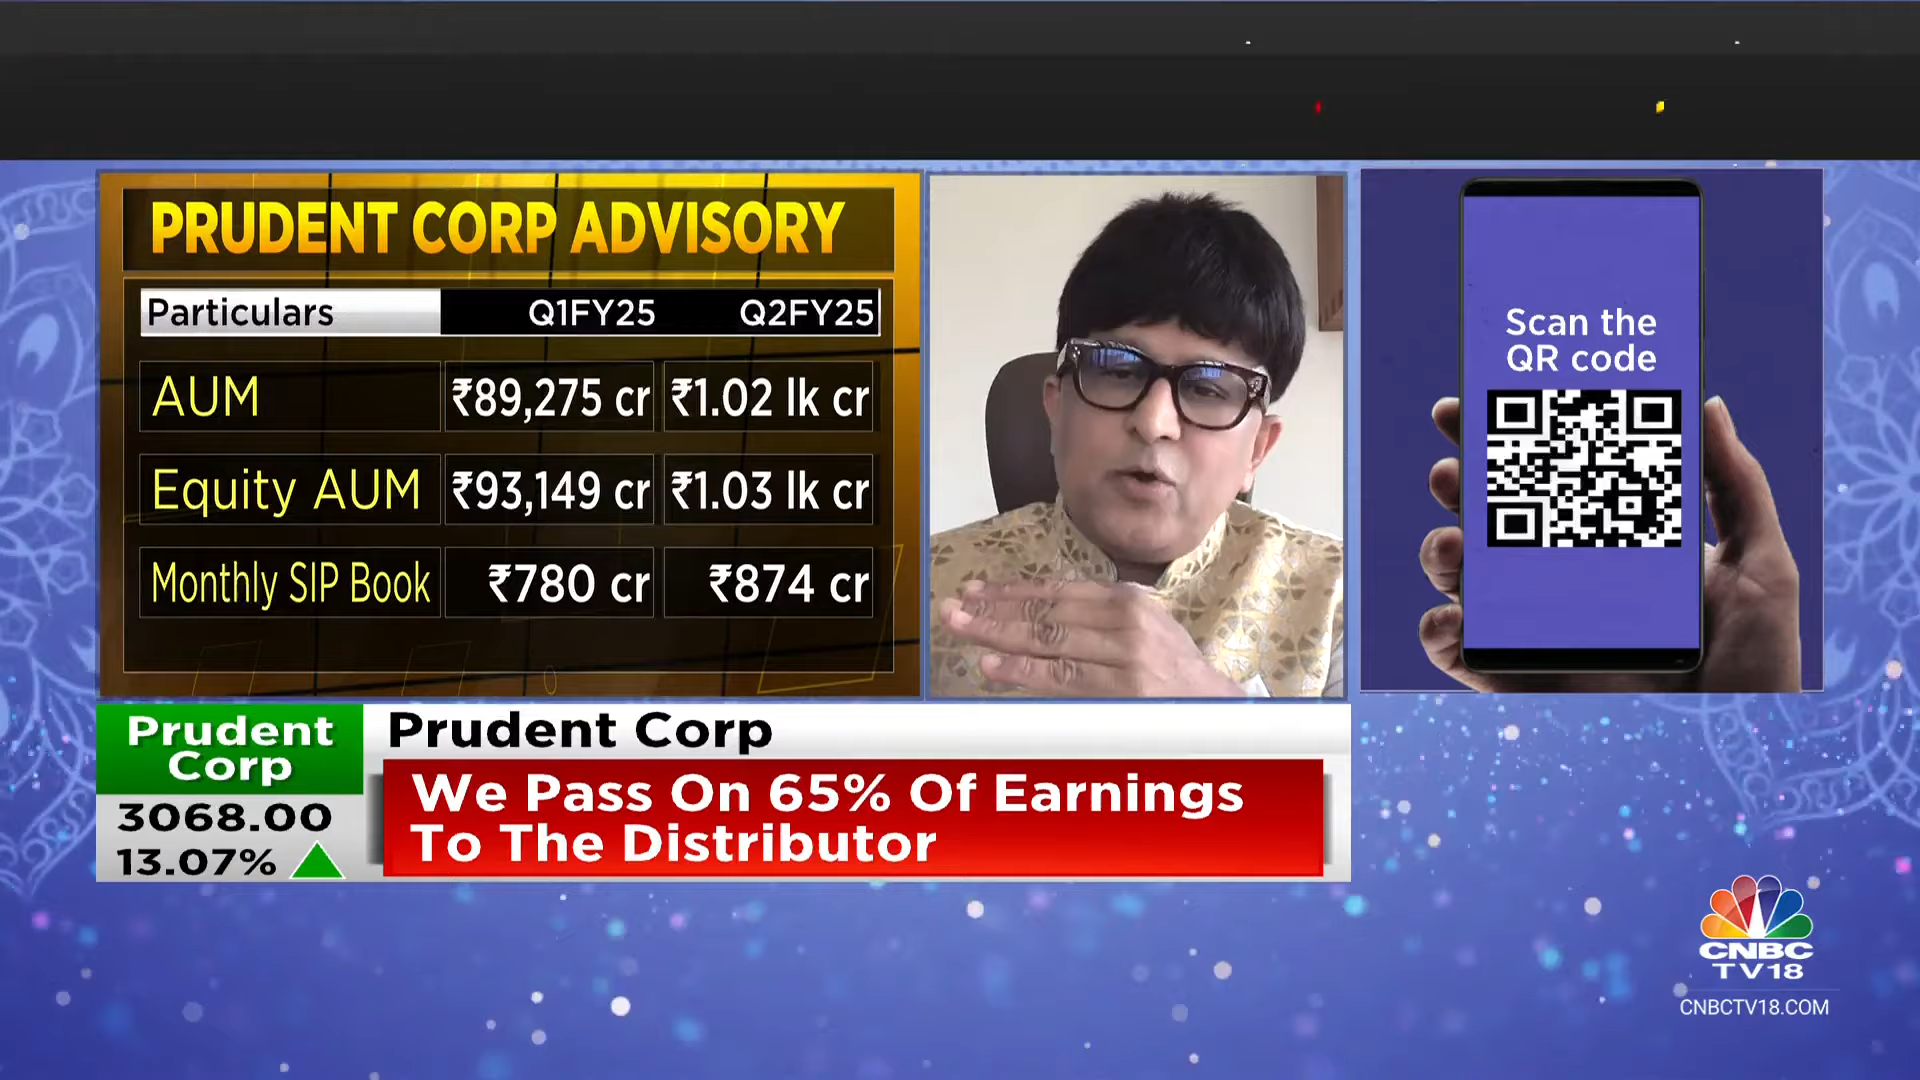 PRUDENT CORP ADVISORY
Particulars Q1FY25 Q2FY25
AUM ₹89,275 cr ₹1.02 lk cr
Equity AUM ₹93,149 cr ₹1.03 lk cr
Monthly SIP Book ₹780 cr ₹874 cr
Scan the
QR code
Prudent
Corp
3068.00
13.07%
Prudent Corp
We Pass On 65% Of Earnings
To The Distributor
CNBC
TV18
CNBCTV18.COM